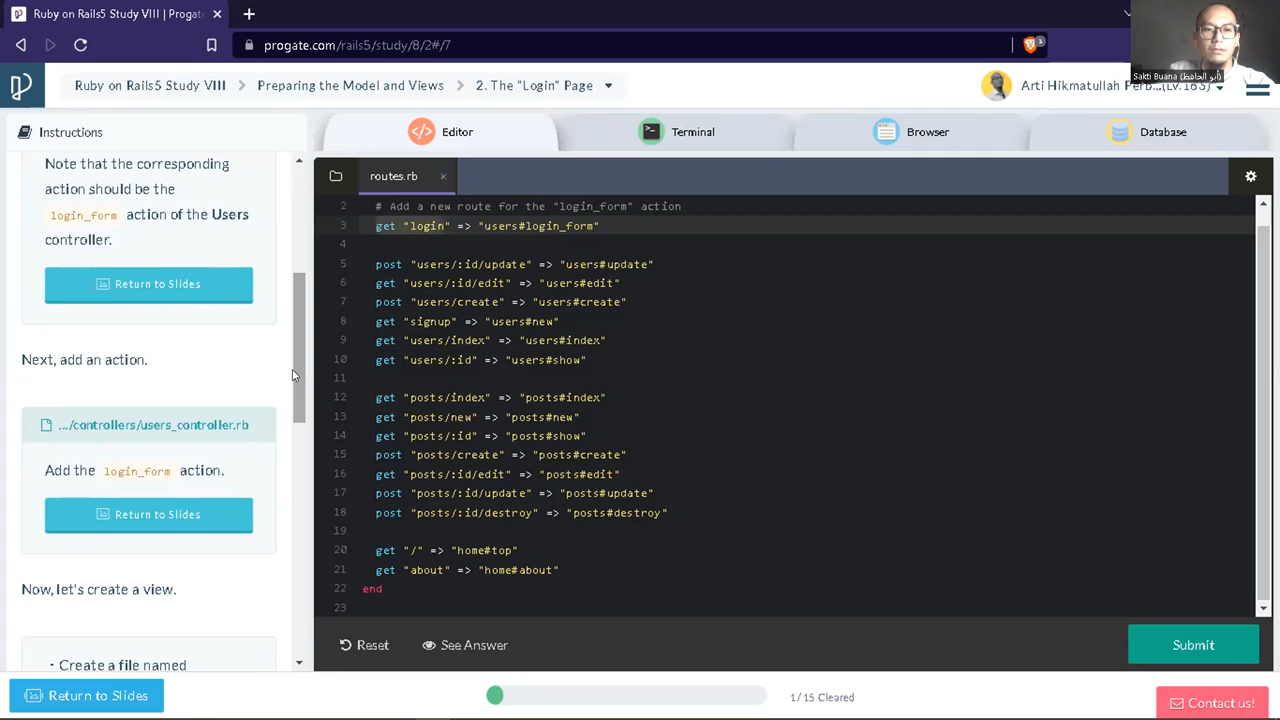 Ruby on Rails5 Study VIII | Progat
progate.com/rails5/study/8/2#/7
Sakti Buana (أبو الحافظ)
Ruby on Rails5 Study VIII
Preparing the Model and Views
2. The "Login" Page
Arti Hikmatullah Perb...(Lv.163)
Instructions
Editor
Terminal
Browser
Database
Note that the corresponding
action should be the
login_form action of the Users
controller.
Return to Slides
Next, add an action.
.../controllers/users_controller.rb
Add the login_form action.
Return to Slides
Now, let's create a view.
· Create a file named
routes.rb ×
2 # Add a new route for the "login_form" action
3 get "login" => "users#login_form"
4
5 post "users/:id/update" => "users#update"
6 get "users/:id/edit" => "users#edit"
7 post "users/create" => "users#create"
8 get "signup" => "users#new"
9 get "users/index" => "users#index"
10 get "users/:id" => "users#show"
11
12 get "posts/index" => "posts#index"
13 get "posts/new" => "posts#new"
14 get "posts/:id" => "posts#show"
15 post "posts/create" => "posts#create"
16 get "posts/:id/edit" => "posts#edit"
17 post "posts/:id/update" => "posts#update"
18 post "posts/:id/destroy" => "posts#destroy"
19
20 get "/" => "home#top"
21 get "about" => "home#about"
22 end
23
Reset
See Answer
Submit
Return to Slides
1/15 Cleared
Contact us!